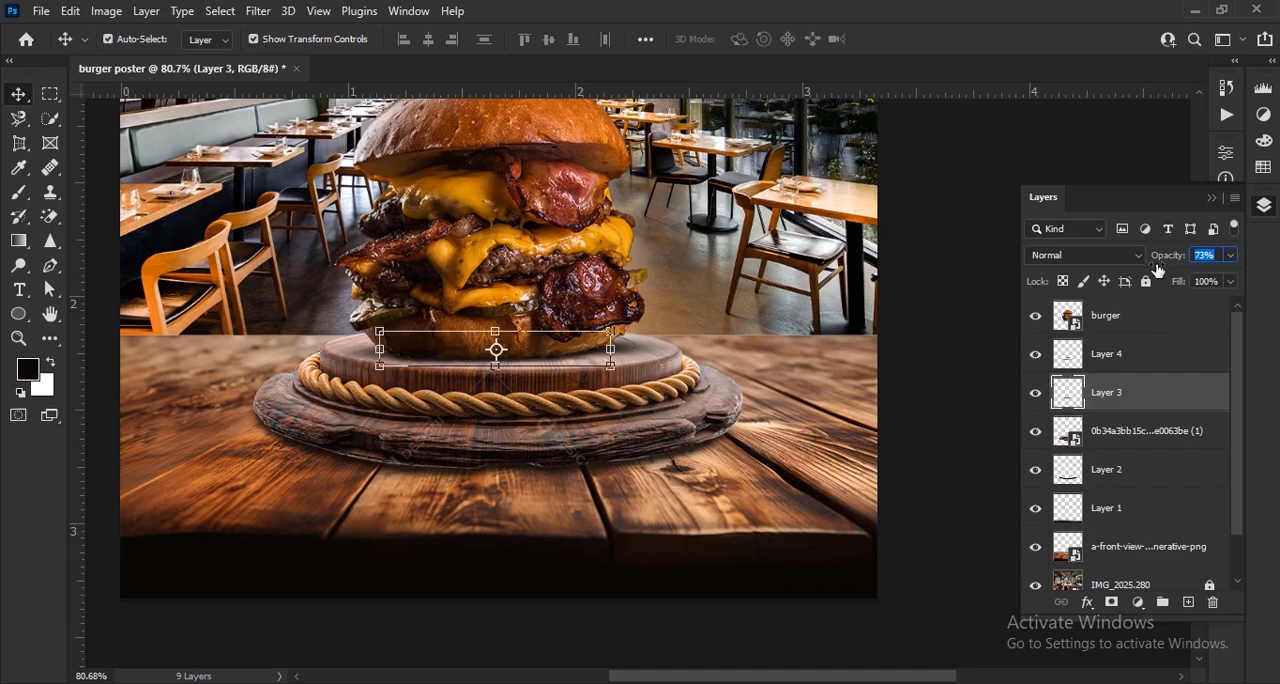 Ps File Edit Image Layer Type Select Filter 3D View Plugins Window Help
Auto-Select: Layer Show Transform Controls 3D Mode:
burger poster @ 80.7% (Layer 3, RGB/8#) *
0 1 2 3 4
2
3
Layers
Kind
Normal Opacity: 73%
Lock: Fill: 100%
burger
Layer 4
Layer 3
0b34a3bb15c...e0063be (1)
Layer 2
Layer 1
a-front-view-...nerative-png
IMG_2025.280
fx
Activate Windows
Go to Settings to activate Windows.
80.68% 9 Layers